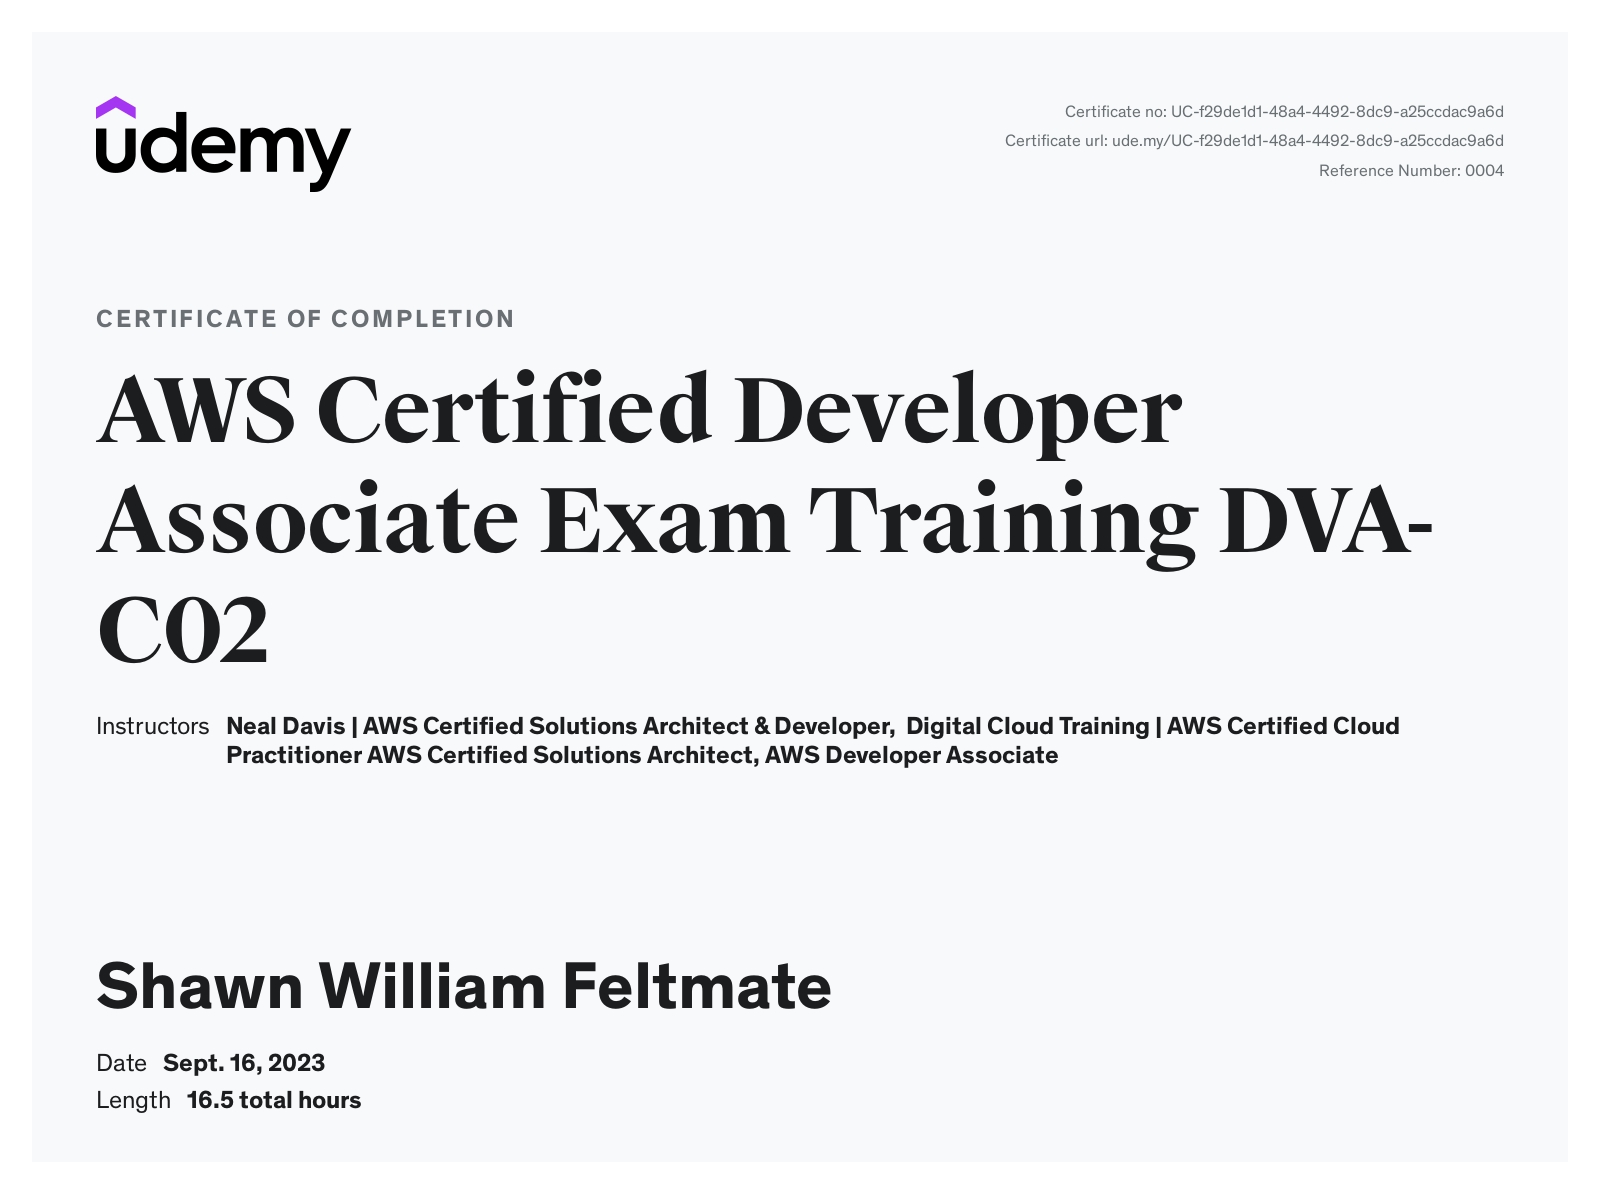 udemy
Certificate no: UC-f29de1d1-48a4-4492-8dc9-a25ccdac9a6d
Certificate url: ude.my/UC-f29de1d1-48a4-4492-8dc9-a25ccdac9a6d
Reference Number: 0004
CERTIFICATE OF COMPLETION
AWS Certified Developer
Associate Exam Training DVA-
C02
Instructors Neal Davis | AWS Certified Solutions Architect & Developer, Digital Cloud Training | AWS Certified Cloud
Practitioner AWS Certified Solutions Architect, AWS Developer Associate
Shawn William Feltmate
Date Sept. 16, 2023
Length 16.5 total hours